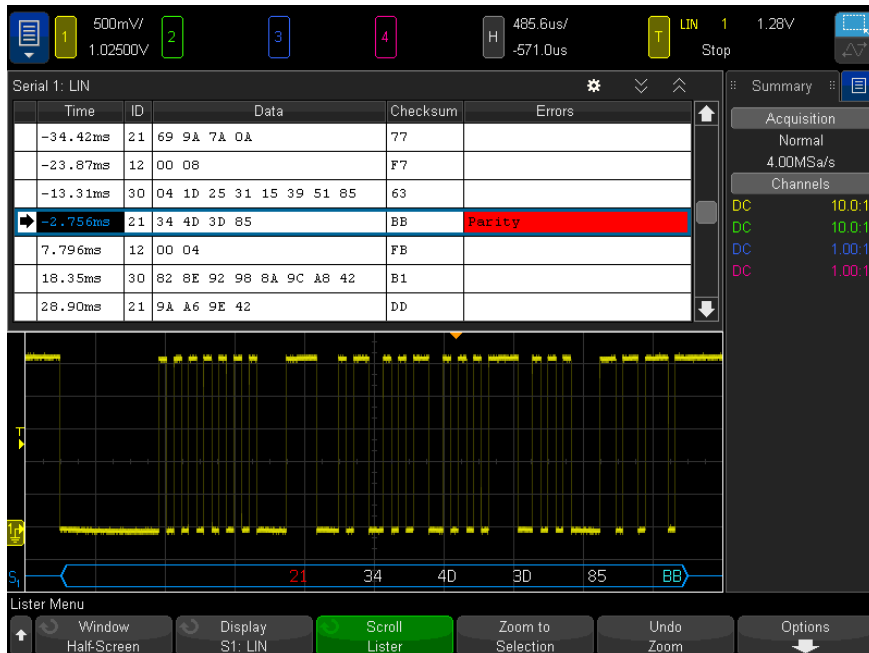 1 500mV/ 2 3 4 H 485.6us/ T LIN 1 1.28V
1.02500V -571.0us Stop
Serial 1: LIN
Time ID Data Checksum Errors
-34.42ms 21 69 9A 7A 0A 77
-23.87ms 12 00 08 F7
-13.31ms 30 04 1D 25 31 15 39 51 85 63
-2.756ms 21 34 4D 3D 85 BB Parity
7.796ms 12 00 04 FB
18.35ms 30 82 8E 92 98 8A 9C A8 42 B1
28.90ms 21 9A A6 9E 42 DD
Summary
Acquisition
Normal
4.00MSa/s
Channels
DC 10.0:1
DC 10.0:1
DC 1.00:1
DC 1.00:1
T
1
S1 21 34 4D 3D 85 BB
Lister Menu
Window Display Scroll Zoom to Undo Options
Half-Screen S1: LIN Lister Selection Zoom